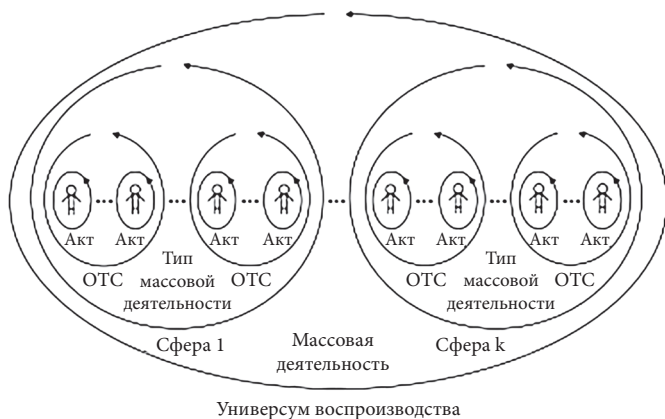 Акт Акт Акт Акт Акт Акт Акт Акт
Тип Тип
ОТС массовой ОТС ОТС массовой ОТС
деятельности деятельности
Сфера 1 Массовая Сфера k
деятельность
Универсум воспроизводства